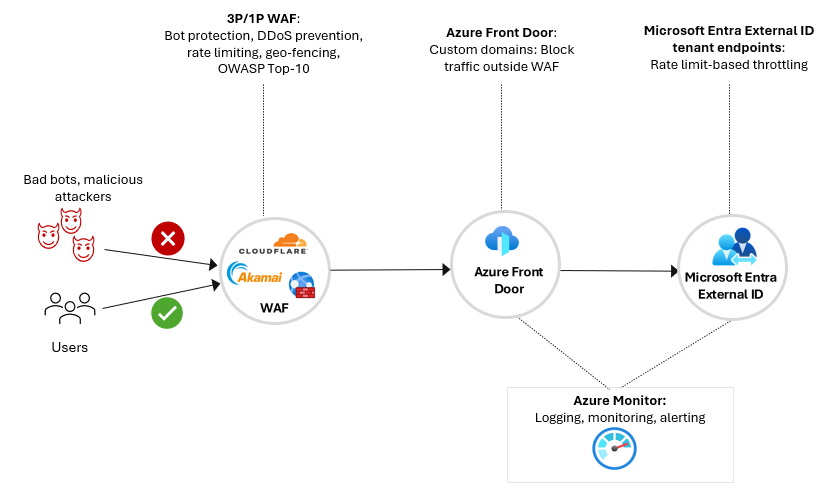 3P/1P WAF:
Bot protection, DDoS prevention,
rate limiting, geo-fencing,
OWASP Top-10
Azure Front Door:
Custom domains: Block
traffic outside WAF
Microsoft Entra External ID
tenant endpoints:
Rate limit-based throttling
Bad bots, malicious
attackers
Users
CLOUDFLARE
Akamai
WAF
Azure Front
Door
Microsoft Entra
External ID
Azure Monitor:
Logging, monitoring, alerting